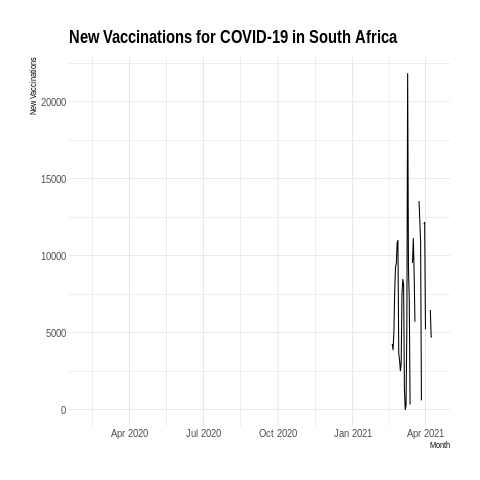 New Vaccinations for COVID-19 in South Africa
New Vaccinations
20000
15000
10000
5000
0
Apr 2020 Jul 2020 Oct 2020 Jan 2021 Apr 2021
Month